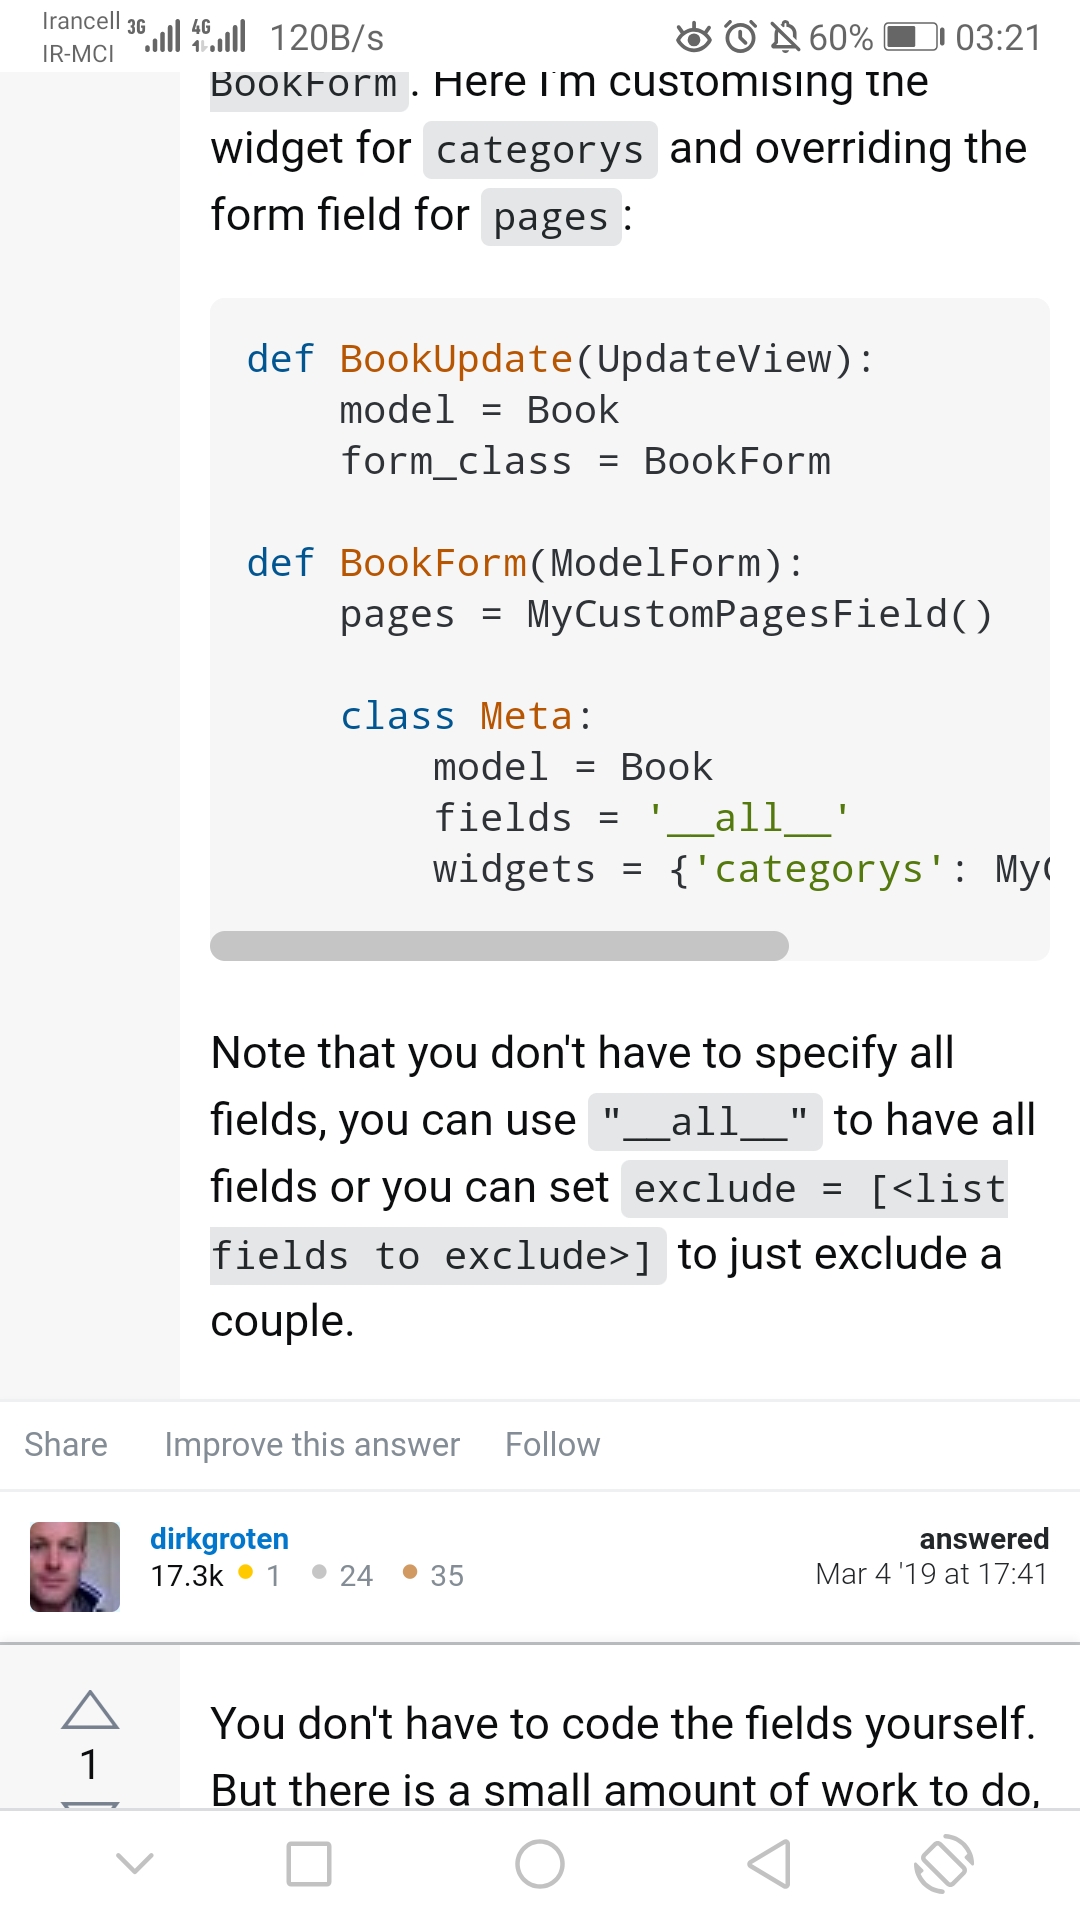 Irancell 3G 4G 120B/s 60% 03:21
IR-MCI
BookForm. Here I'm customising the
widget for categorys and overriding the
form field for pages:
def BookUpdate(UpdateView):
    model = Book
    form_class = BookForm
def BookForm(ModelForm):
    pages = MyCustomPagesField()
    class Meta:
        model = Book
        fields = '__all__'
        widgets = {'categorys': My
Note that you don't have to specify all
fields, you can use "__all__" to have all
fields or you can set exclude = [<list
fields to exclude>] to just exclude a
couple.
Share Improve this answer Follow
dirkgroten answered
17.3k 1 24 35 Mar 4 '19 at 17:41
You don't have to code the fields yourself.
1
But there is a small amount of work to do,